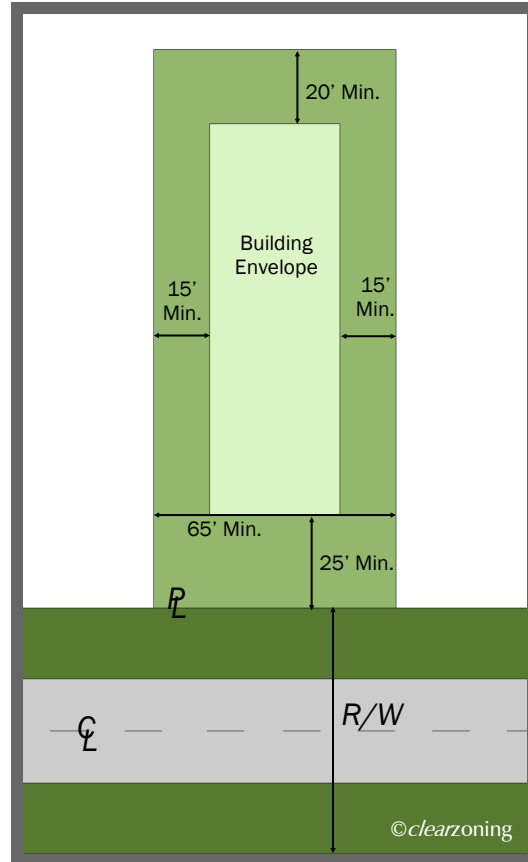 20’ Min.
Building
Envelope
15’
Min.
15’
Min.
65’ Min.
25’ Min.
PL
CL
R/W
©clearzoning